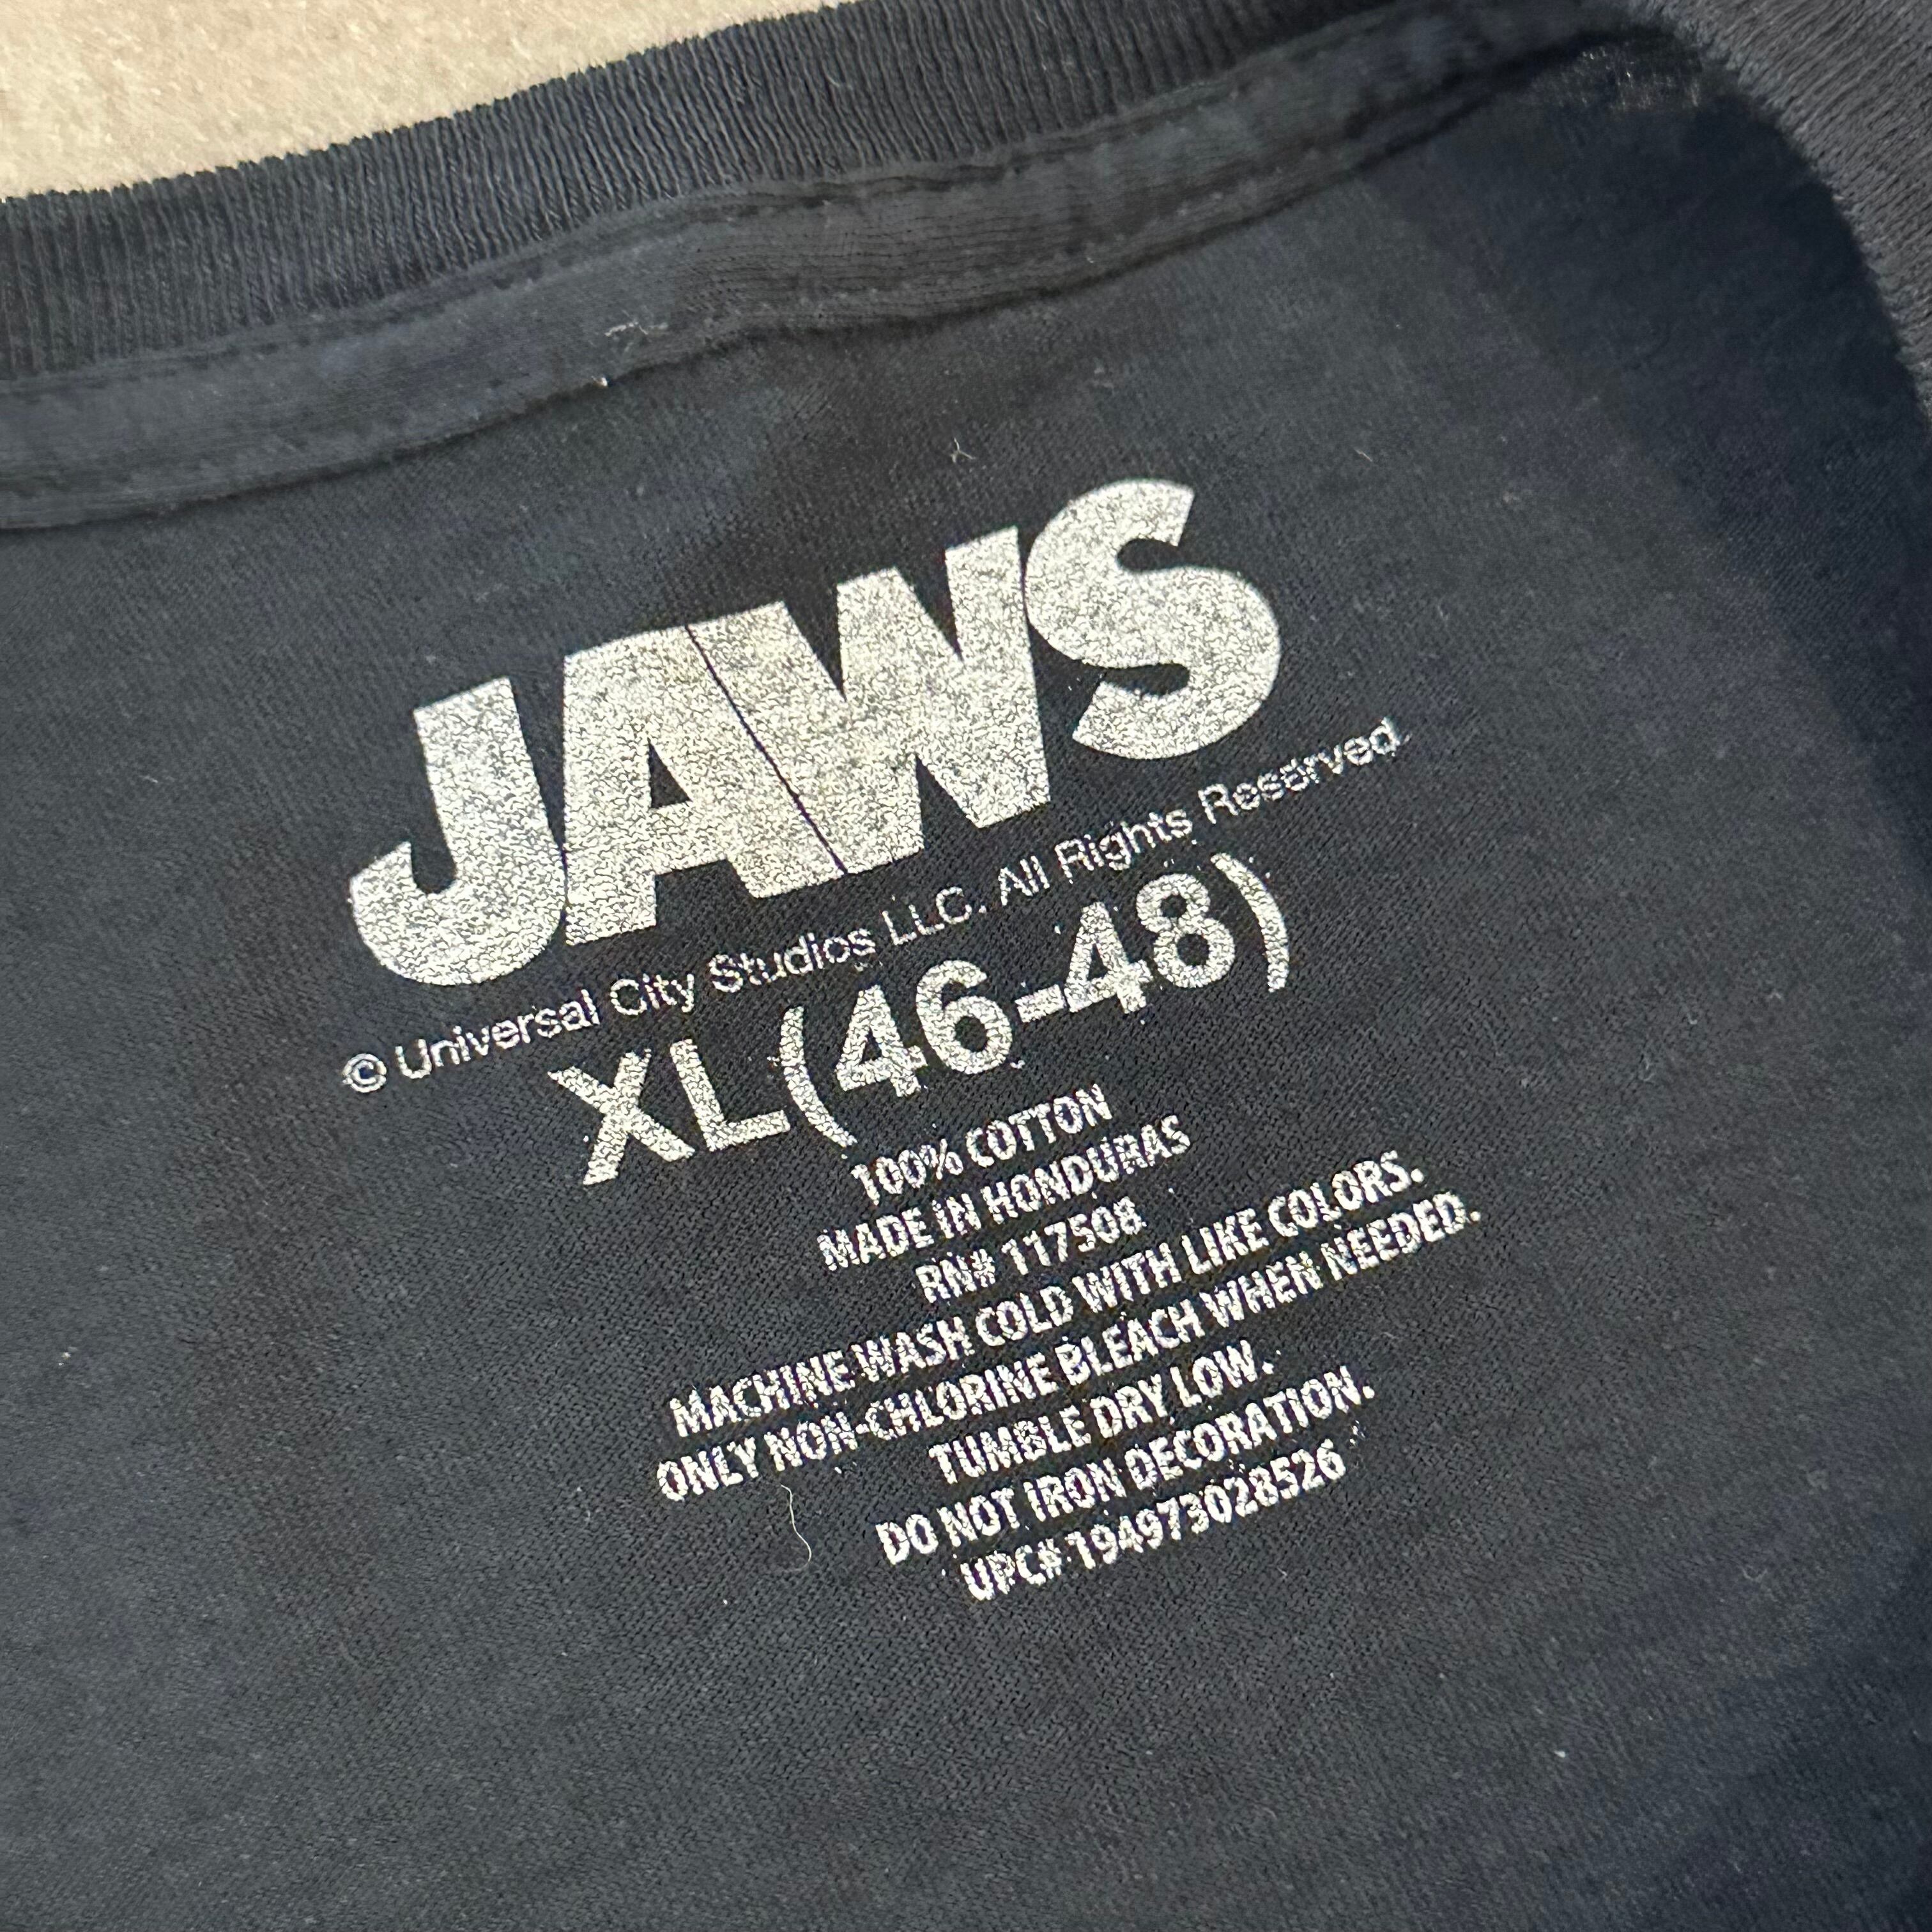 JAWS
© Universal City Studios LLC. All Rights Reserved.
XL(46-48)
100% COTTON
MADE IN HONDURAS
RN# 117508
MACHINE WASH COLD WITH LIKE COLORS.
ONLY NON-CHLORINE BLEACH WHEN NEEDED.
TUMBLE DRY LOW.
DO NOT IRON DECORATION.
UPC# 194973028526